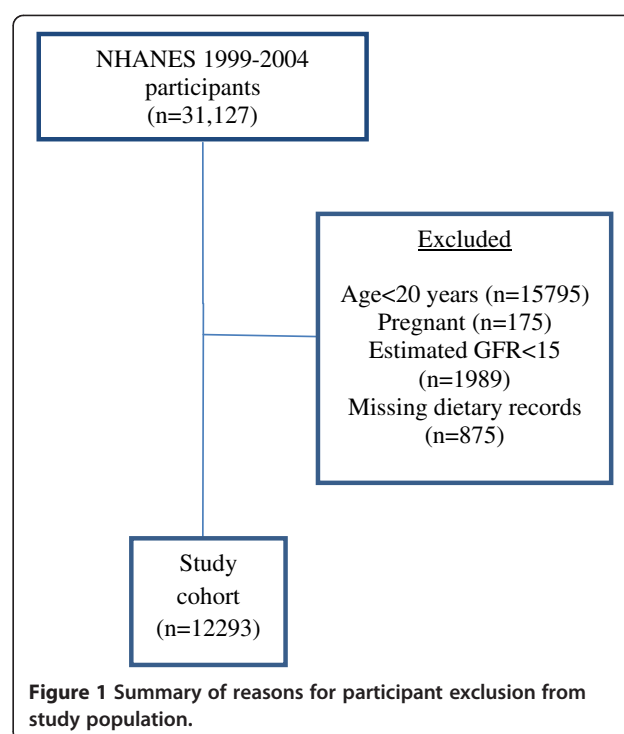 NHANES 1999-2004
participants
(n=31,127)
Excluded
Age<20 years (n=15795)
Pregnant (n=175)
Estimated GFR<15
(n=1989)
Missing dietary records
(n=875)
Study
cohort
(n=12293)
Figure 1 Summary of reasons for participant exclusion from
study population.